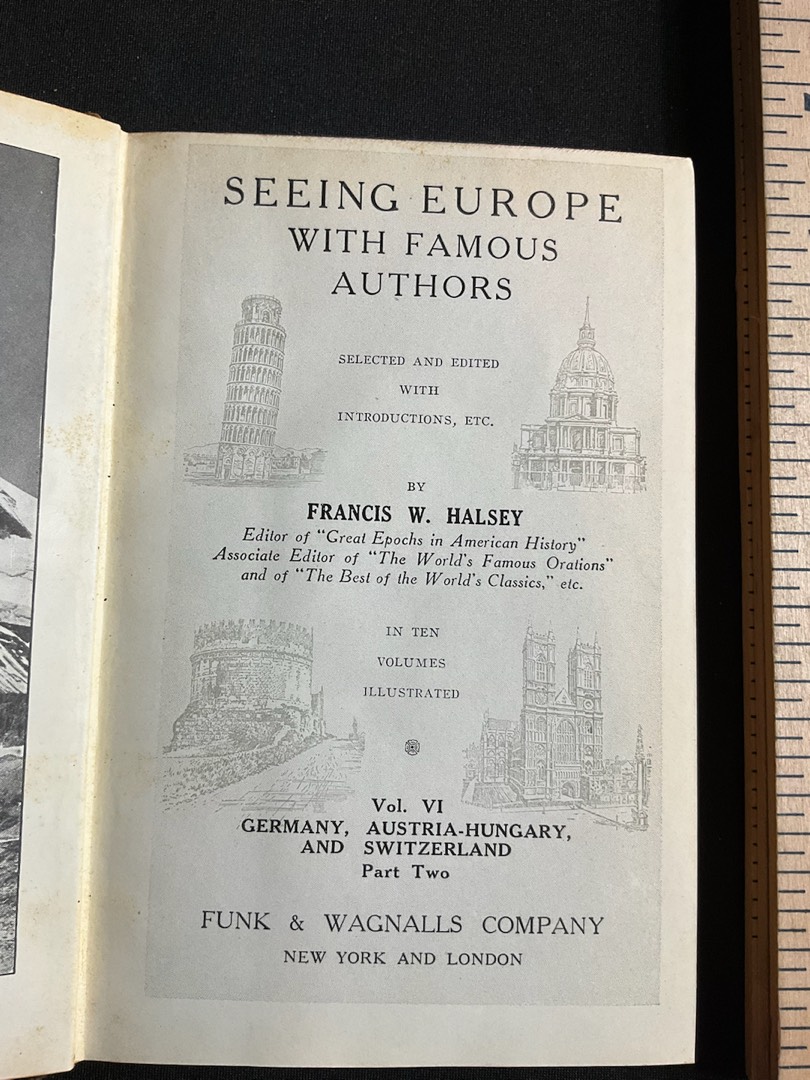 SEEING EUROPE
WITH FAMOUS
AUTHORS
SELECTED AND EDITED
WITH
INTRODUCTIONS, ETC.
BY
FRANCIS W. HALSEY
Editor of "Great Epochs in American History"
Associate Editor of "The World's Famous Orations"
and of "The Best of the World's Classics," etc.
IN TEN
VOLUMES
ILLUSTRATED
Vol. VI
GERMANY, AUSTRIA-HUNGARY,
AND SWITZERLAND
Part Two
FUNK & WAGNALLS COMPANY
NEW YORK AND LONDON